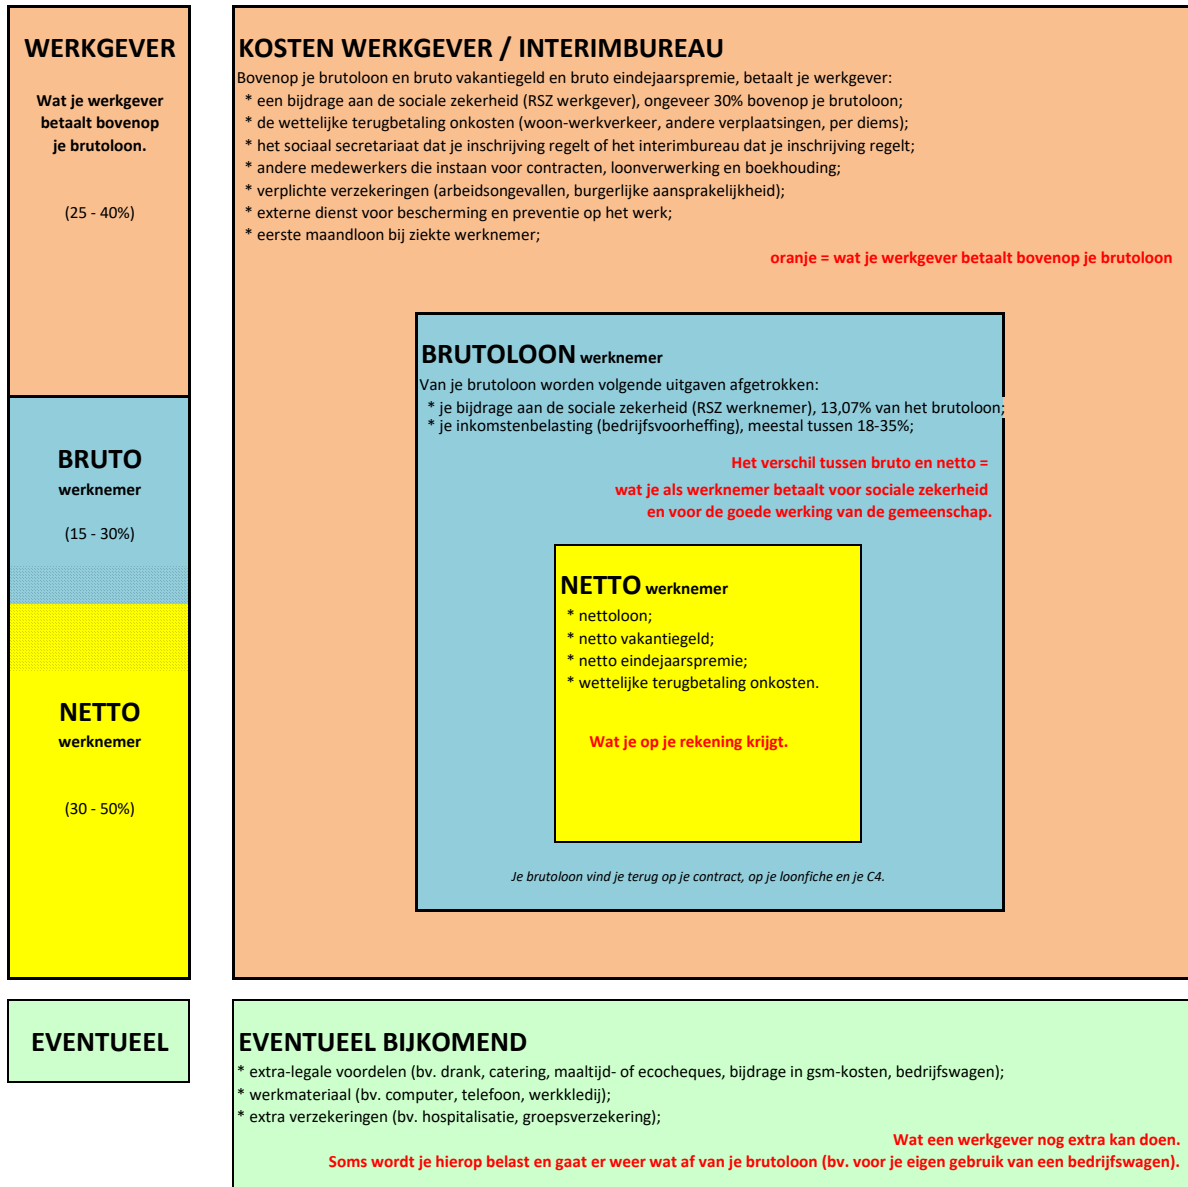 WERKGEVER
Wat je werkgever
betaalt bovenop
je brutoloon.
(25 - 40%)
BRUTO
werknemer
(15 - 30%)
NETTO
werknemer
(30 - 50%)
KOSTEN WERKGEVER / INTERIMBUREAU
Bovenop je brutoloon en bruto vakantiegeld en bruto eindejaarspremie, betaalt je werkgever:
* een bijdrage aan de sociale zekerheid (RSZ werkgever), ongeveer 30% bovenop je brutoloon;
* de wettelijke terugbetaling onkosten (woon-werkverkeer, andere verplaatsingen, per diems);
* het sociaal secretariaat dat je inschrijving regelt of het interimbureau dat je inschrijving regelt;
* andere medewerkers die instaan voor contracten, loonverwerking en boekhouding;
* verplichte verzekeringen (arbeidsongevallen, burgerlijke aansprakelijkheid);
* externe dienst voor bescherming en preventie op het werk;
* eerste maandloon bij ziekte werknemer;
oranje = wat je werkgever betaalt bovenop je brutoloon
BRUTOLOON werknemer
Van je brutoloon worden volgende uitgaven afgetrokken:
* je bijdrage aan de sociale zekerheid (RSZ werknemer), 13,07% van het brutoloon;
* je inkomstenbelasting (bedrijfsvoorheffing), meestal tussen 18-35%;
Het verschil tussen bruto en netto =
wat je als werknemer betaalt voor sociale zekerheid
en voor de goede werking van de gemeenschap.
NETTO werknemer
* nettoloon;
* netto vakantiegeld;
* netto eindejaarspremie;
* wettelijke terugbetaling onkosten.
Wat je op je rekening krijgt.
Je brutoloon vind je terug op je contract, op je loonfiche en je C4.
EVENTUEEL
EVENTUEEL BIJKOMEND
* extra-legale voordelen (bv. drank, catering, maaltijd- of ecocheques, bijdrage in gsm-kosten, bedrijfswagen);
* werkmateriaal (bv. computer, telefoon, werkkledij);
* extra verzekeringen (bv. hospitalisatie, groepsverzekering);
Wat een werkgever nog extra kan doen.
Soms wordt je hierop belast en gaat er weer wat af van je brutoloon (bv. voor je eigen gebruik van een bedrijfswagen).